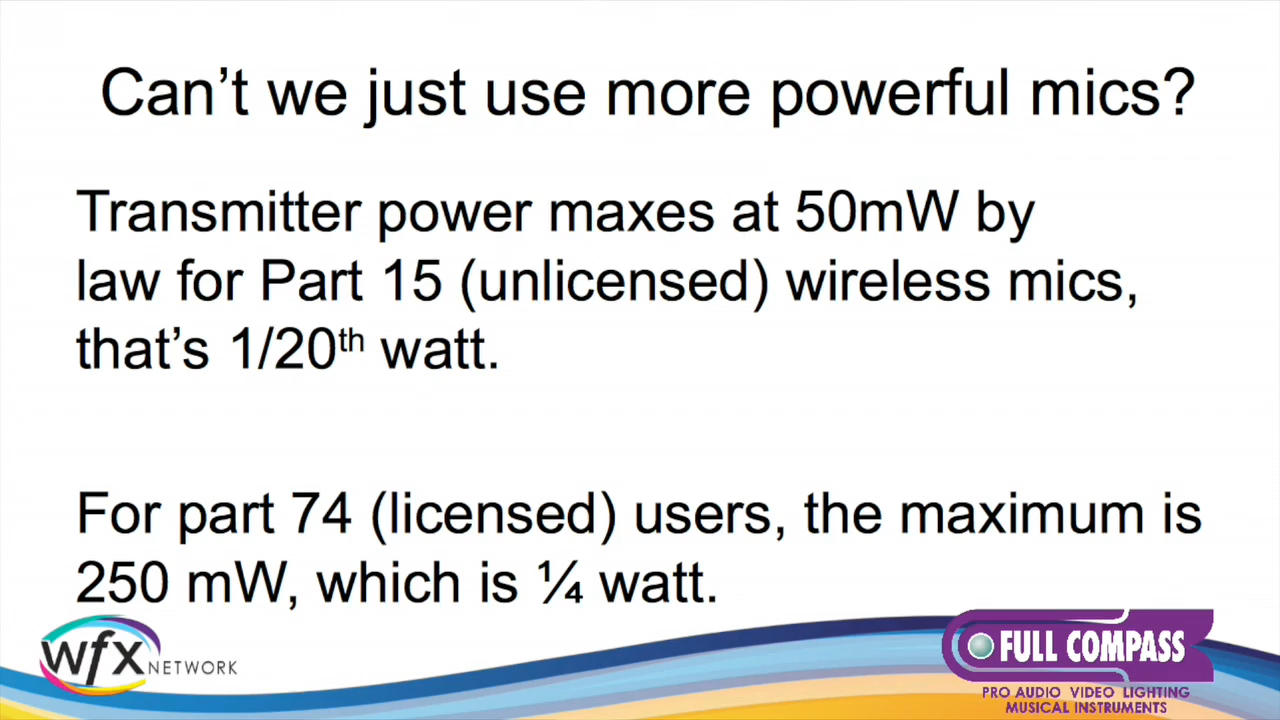 Can’t we just use more powerful mics?
Transmitter power maxes at 50mW by
law for Part 15 (unlicensed) wireless mics,
that’s 1/20th watt.
For part 74 (licensed) users, the maximum is
250 mW, which is ¼ watt.
wfx NETWORK
FULL COMPASS
PRO AUDIO VIDEO LIGHTING
MUSICAL INSTRUMENTS